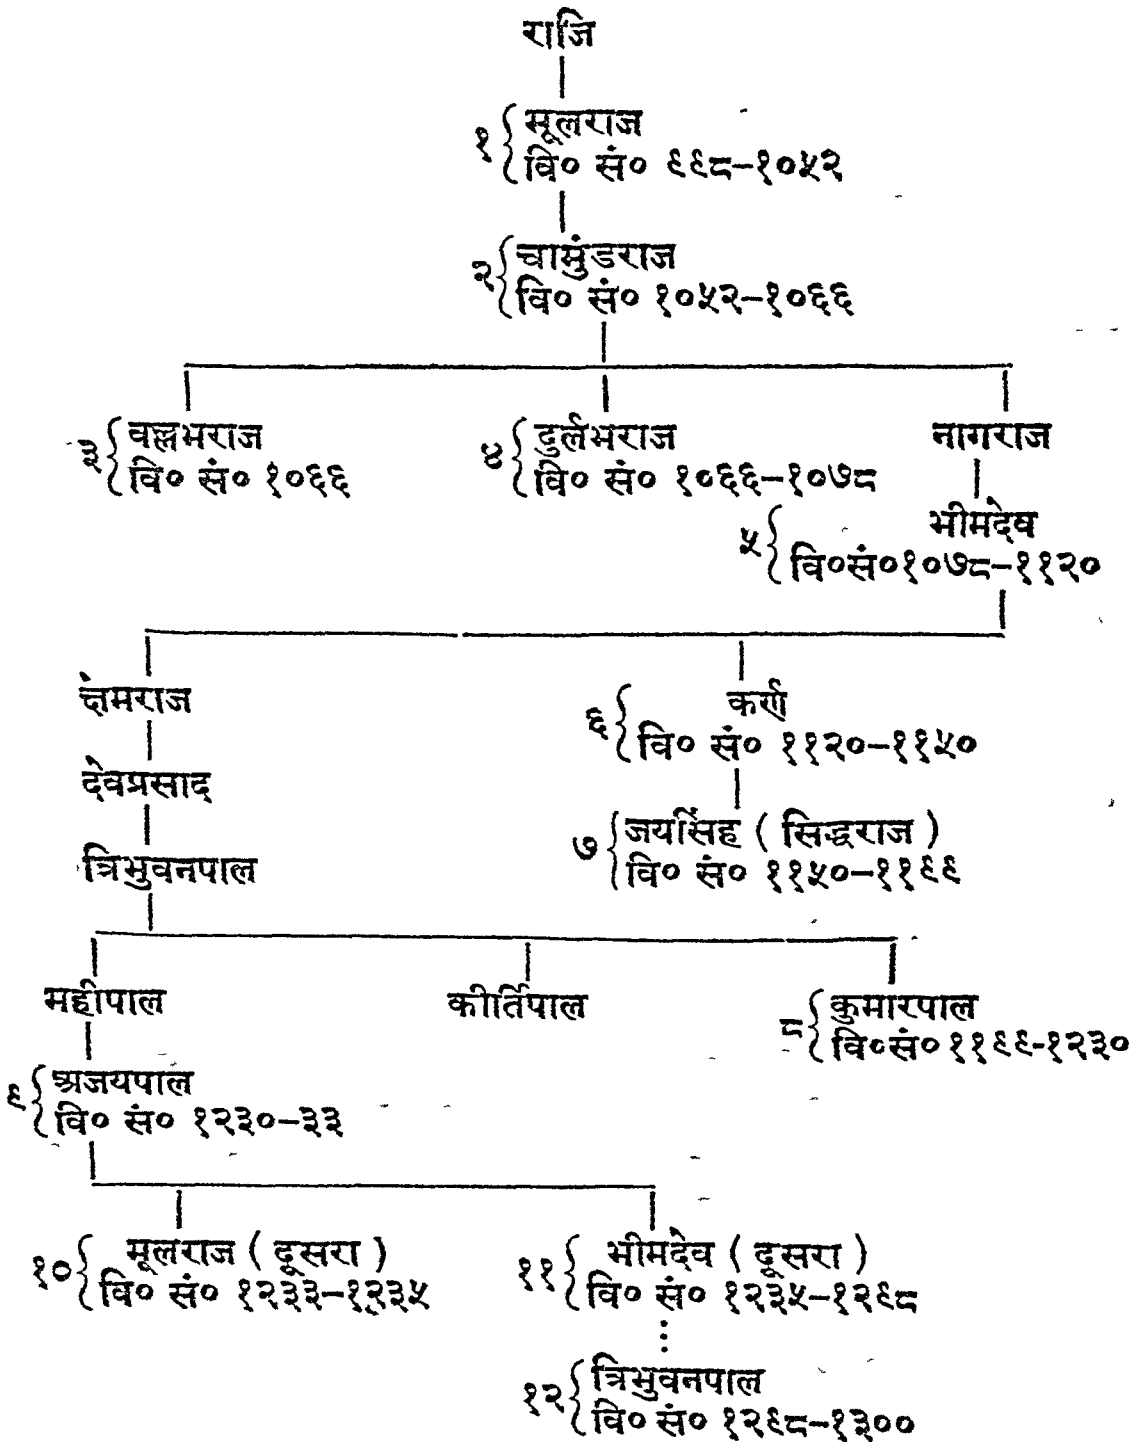 राजि
१ मूलराज
वि० सं० ९९८-१०५२
२ चामुंडराज
वि० सं० १०५२-१०६६
३ वल्लभराज
वि० सं० १०६६
४ दुर्लभराज
वि० सं० १०६६-१०७८
नागराज
५ भीमदेव
वि०सं०१०७८-११२०
क्षेमराज
देवप्रसाद
त्रिभुवनपाल
६ कर्ण
वि० सं० ११२०-११५०
७ जयसिंह ( सिद्धराज )
वि० सं० ११५०-११९९
महीपाल
कीर्तिपाल
८ कुमारपाल
वि०सं०११९९-१२३०
९ अजयपाल
वि० सं० १२३०-३३
१० मूलराज ( दूसरा )
वि० सं० १२३३-१२३५
११ भीमदेव ( दूसरा )
वि० सं० १२३५-१२९८
१२ त्रिभुवनपाल
वि० सं० १२९८-१३००